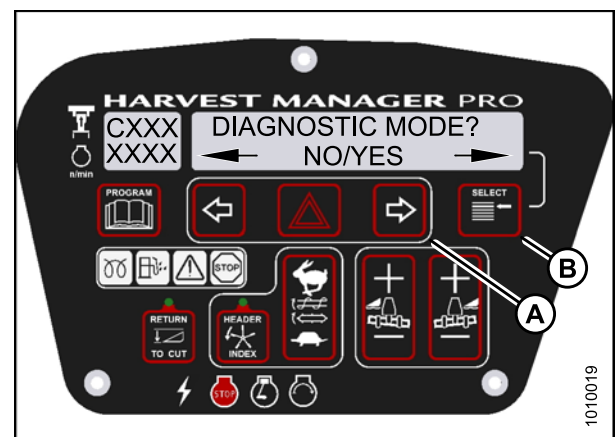 HARVEST MANAGER PRO
CXXX
XXXX
DIAGNOSTIC MODE?
NO/YES
n/min
PROGRAM
SELECT
B
STOP
A
RETURN
TO CUT
HEADER
INDEX
STOP
1010019